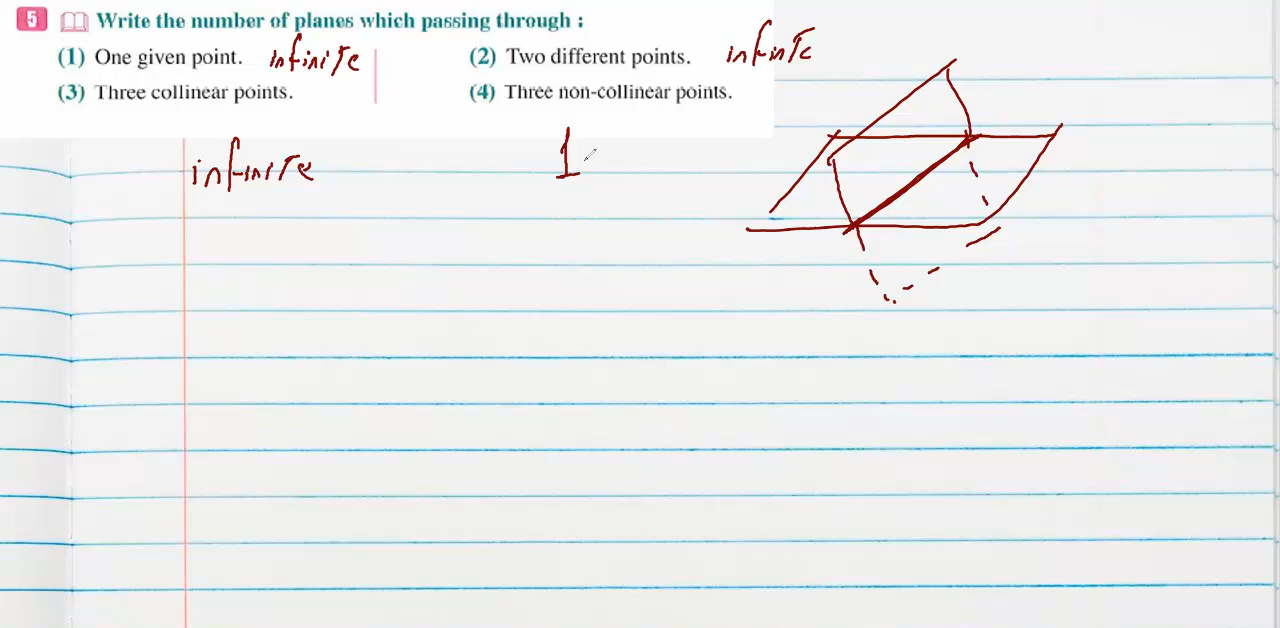 5 Write the number of planes which passing through :
(1) One given point. infinite (2) Two different points. infinite
(3) Three collinear points. (4) Three non-collinear points.
infinite 1